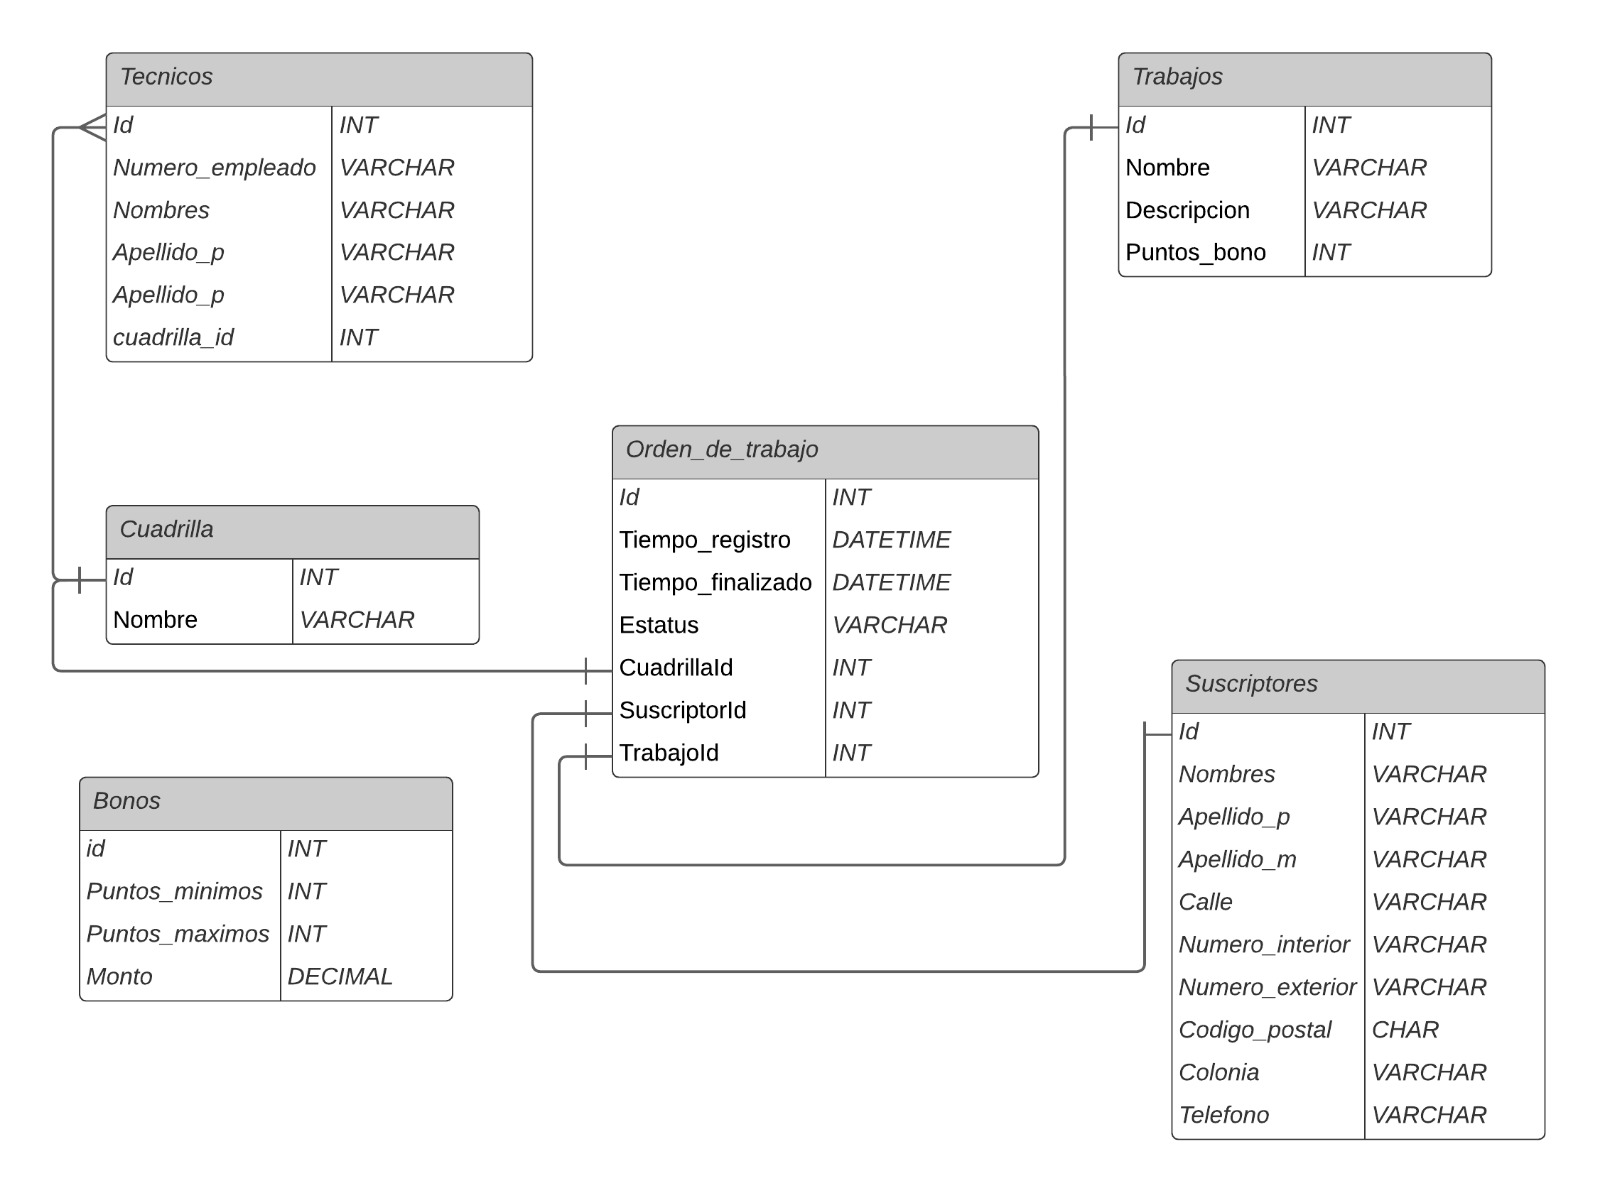 Tecnicos
Id INT
Numero_empleado VARCHAR
Nombres VARCHAR
Apellido_p VARCHAR
Apellido_p VARCHAR
cuadrilla_id INT
Trabajos
Id INT
Nombre VARCHAR
Descripcion VARCHAR
Puntos_bono INT
Orden_de_trabajo
Id INT
Tiempo_registro DATETIME
Tiempo_finalizado DATETIME
Estatus VARCHAR
CuadrillaId INT
SuscriptorId INT
TrabajoId INT
Cuadrilla
Id INT
Nombre VARCHAR
Suscriptores
Id INT
Nombres VARCHAR
Apellido_p VARCHAR
Apellido_m VARCHAR
Calle VARCHAR
Numero_interior VARCHAR
Numero_exterior VARCHAR
Codigo_postal CHAR
Colonia VARCHAR
Telefono VARCHAR
Bonos
id INT
Puntos_minimos INT
Puntos_maximos INT
Monto DECIMAL